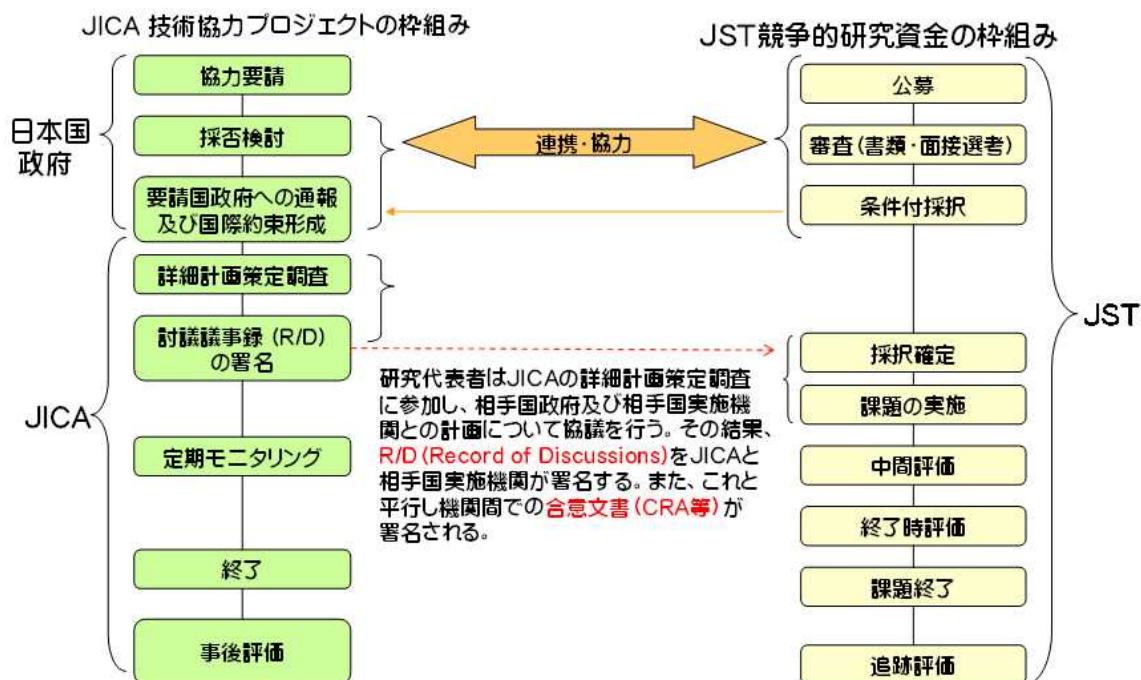 JICA 技術協力プロジェクトの枠組み
協力要請
採否検討
要請国政府への通報
及び国際約束形成
詳細計画策定調査
討議議事録 (R/D)
の署名
定期モニタリング
終了
事後評価
日本国
政府
JICA
連携・協力
研究代表者はJICAの詳細計画策定調査
に参加し、相手国政府及び相手国実施機
関との計画について協議を行う。その結果、
R/D(Record of Discussions)をJICAと
相手国実施機関が署名する。また、これと
平行し機関間での合意文書(CRA等)が
署名される。
JST競争的研究資金の枠組み
公募
審査(書類・面接選考)
条件付採択
採択確定
課題の実施
中間評価
終了時評価
課題終了
追跡評価
JST